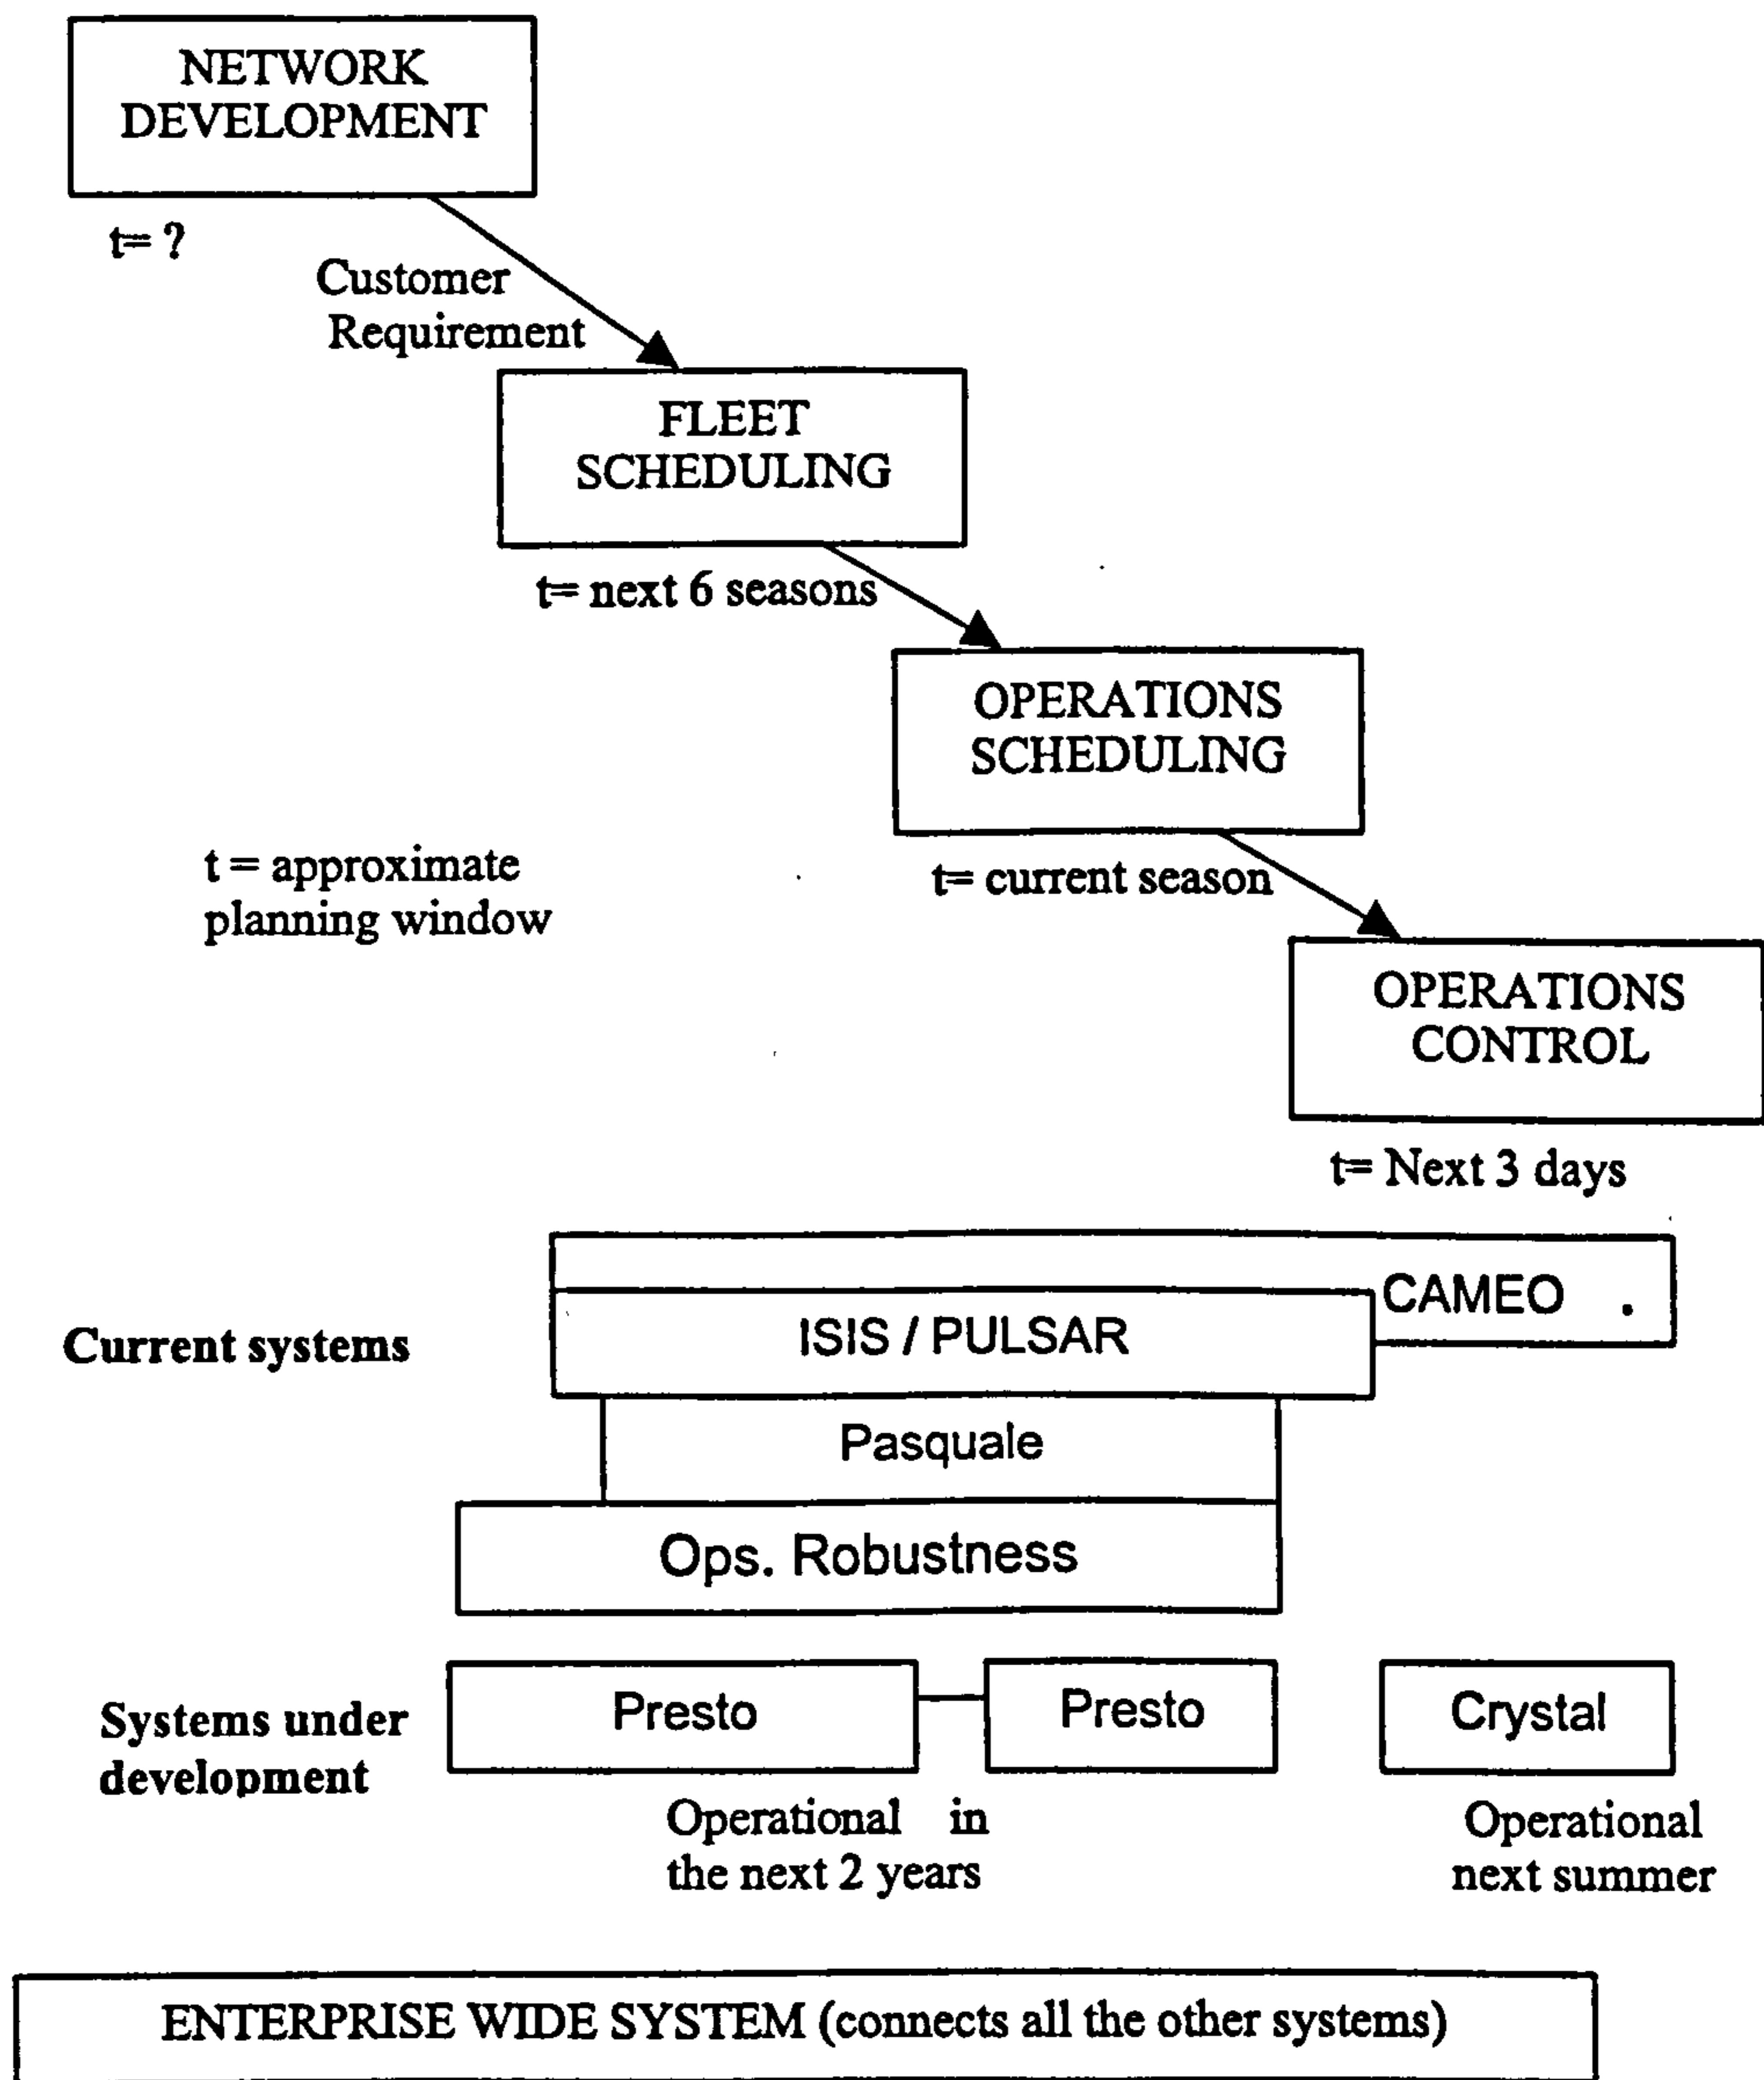 NETWORK
DEVELOPMENT
t= ?
Customer
Requirement
FLEET
SCHEDULING
t= next 6 seasons
OPERATIONS
SCHEDULING
t = approximate
planning window
t= current season
OPERATIONS
CONTROL
t= Next 3 days
CAMEO .
Current systems
ISIS / PULSAR
Pasquale
Ops. Robustness
Systems under
development
Presto
Presto
Crystal
Operational in
the next 2 years
Operational
next summer
ENTERPRISE WIDE SYSTEM (connects all the other systems)